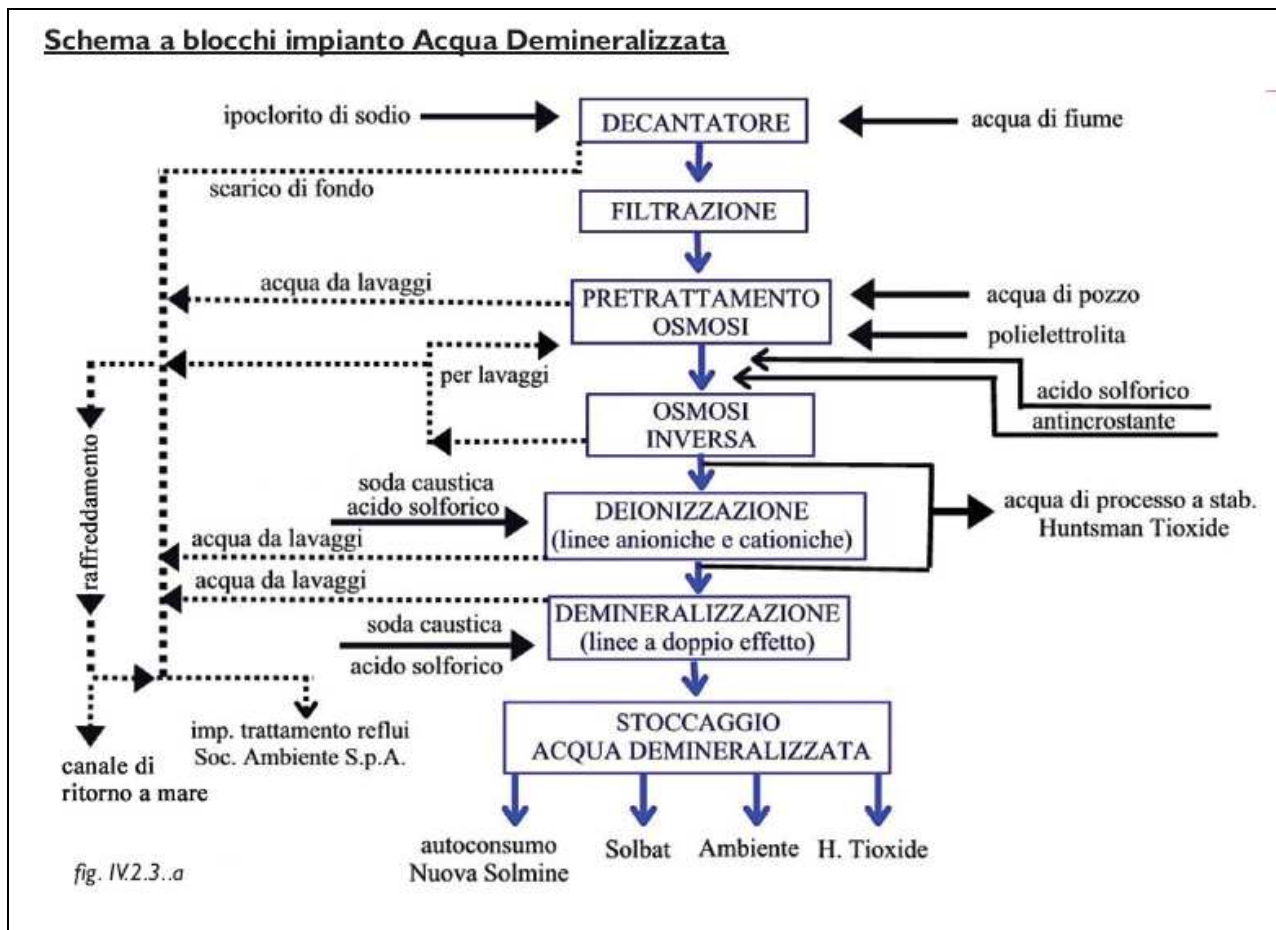 Schema a blocchi impianto Acqua Demineralizzata
ipoclorito di sodio
DECANTATORE
acqua di fiume
scarico di fondo
FILTRAZIONE
acqua da lavaggi
PRETRATTAMENTO
OSMOSI
acqua di pozzo
polielettrolita
per lavaggi
acido solforico
antincrostante
OSMOSI
INVERSA
raffreddamento
soda caustica
acido solforico
DEIONIZZAZIONE
(linee anioniche e cationiche)
acqua di processo a stab.
Huntsman Tioxide
acqua da lavaggi
acqua da lavaggi
DEMINERALIZZAZIONE
(linee a doppio effetto)
soda caustica
acido solforico
STOCCAGGIO
ACQUA DEMINERALIZZATA
imp. trattamento reflui
Soc. Ambiente S.p.A.
canale di
ritorno a mare
autoconsumo
Nuova Solmine
Solbat
Ambiente
H. Tioxide
fig. IV.2.3..a